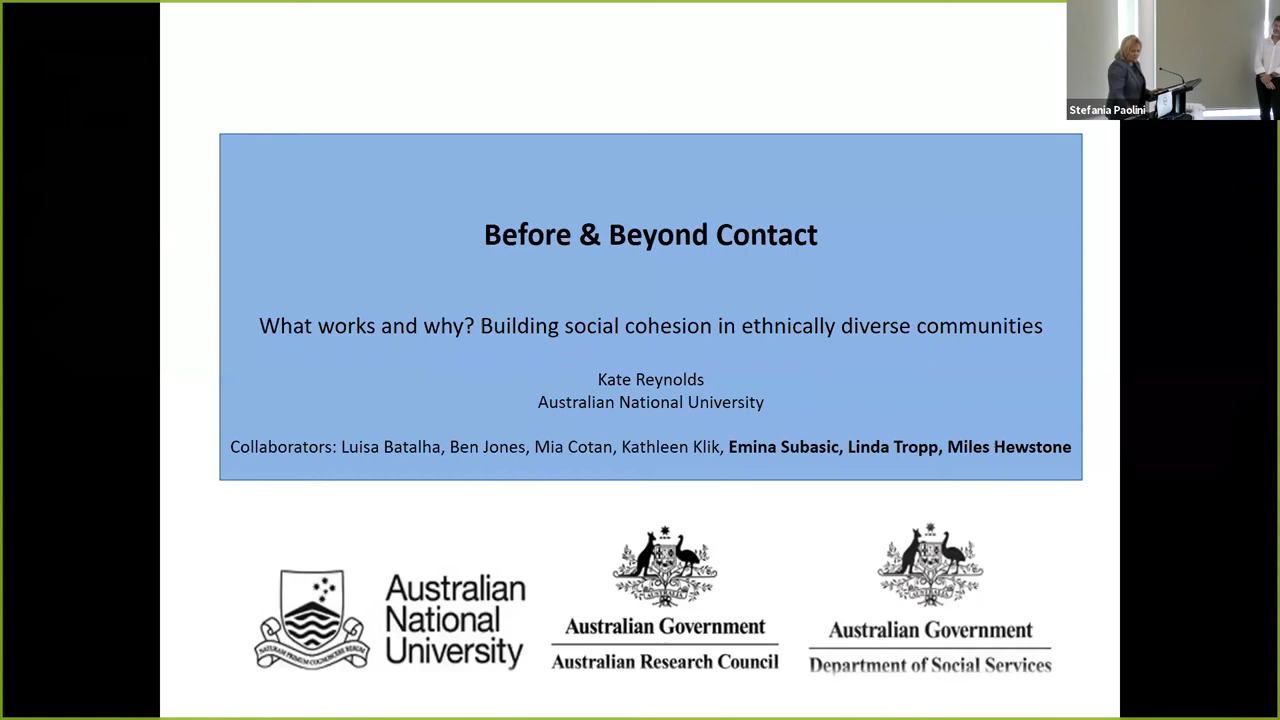 Stefania Paolini
Before & Beyond Contact
What works and why? Building social cohesion in ethnically diverse communities
Kate Reynolds
Australian National University
Collaborators: Luisa Batalha, Ben Jones, Mia Cotan, Kathleen Klik, Emina Subasic, Linda Tropp, Miles Hewstone
Australian
National
University
Australian Government
Australian Research Council
Australian Government
Department of Social Services